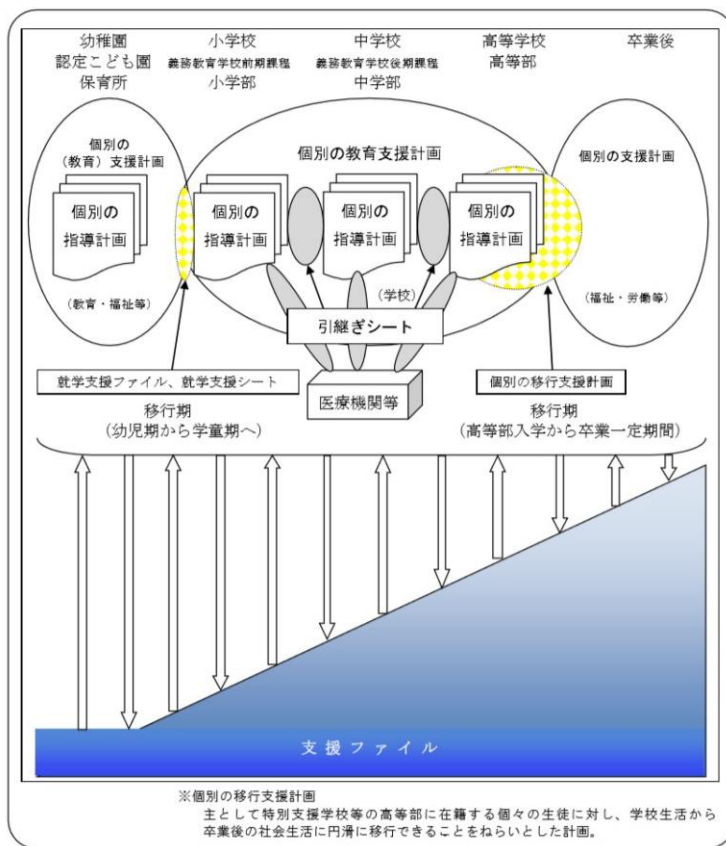 幼稚園
認定こども園
保育所
小学校
義務教育学校前期課程
小学部
中学校
義務教育学校後期課程
中学部
高等学校
高等部
卒業後
個別の
(教育)支援計画
個別の教育支援計画
個別の支援計画
個別の
指導計画
個別の
指導計画
個別の
指導計画
個別の
指導計画
(教育・福祉等)
(学校)
(福祉・労働等)
引継ぎシート
就学支援ファイル、就学支援シート
医療機関等
個別の移行支援計画
移行期
(幼児期から学童期へ)
移行期
(高等部入学から卒業一定期間)
支援ファイル
※個別の移行支援計画
主として特別支援学校等の高等部に在籍する個々の生徒に対し、学校生活から
卒業後の社会生活に円滑に移行できることをねらいとした計画。